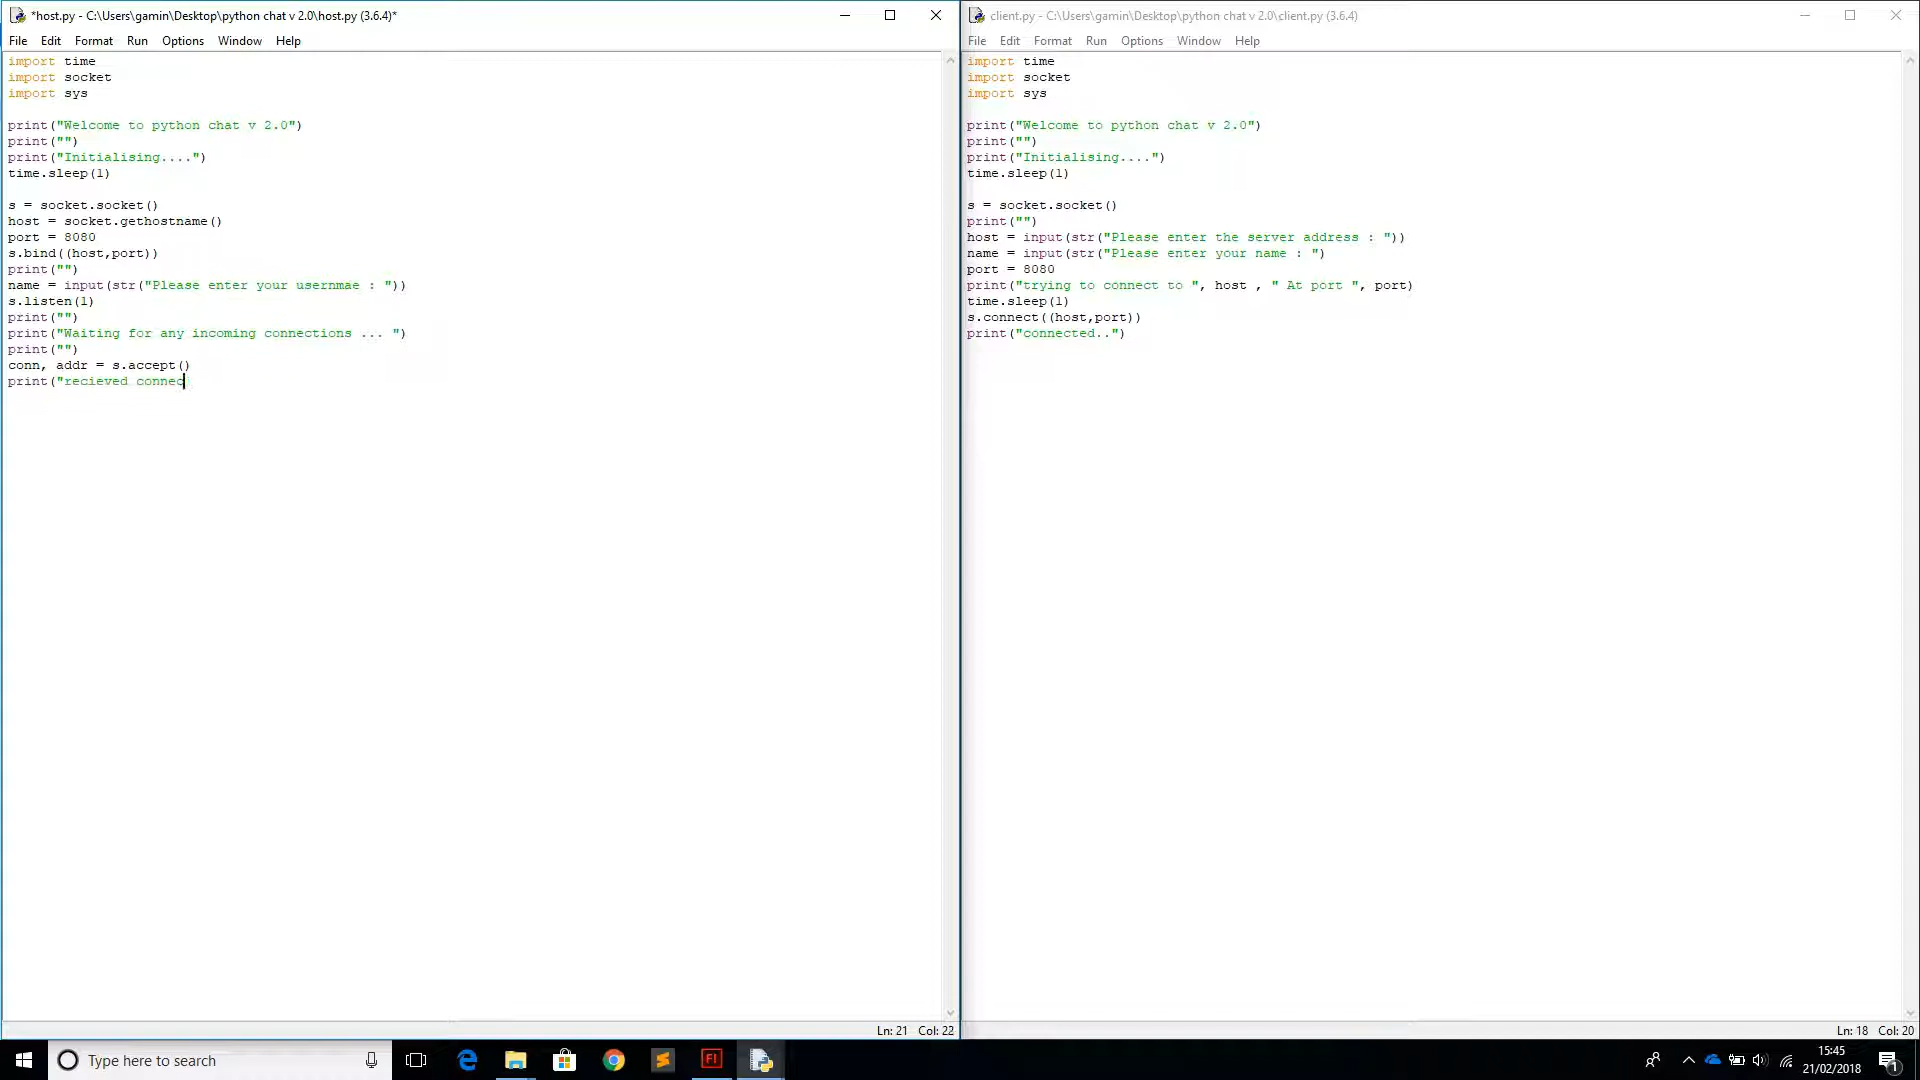 *host.py - C:\Users\gamin\Desktop\python chat v 2.0\host.py (3.6.4)*
File Edit Format Run Options Window Help
import time
import socket
import sys
print("Welcome to python chat v 2.0")
print("")
print("Initialising....")
time.sleep(1)
s = socket.socket()
host = socket.gethostname()
port = 8080
s.bind((host,port))
print("")
name = input(str("Please enter your usernmae : "))
s.listen(1)
print("")
print("Waiting for any incoming connections ... ")
print("")
conn, addr = s.accept()
print("recieved connec
Ln: 21 Col: 22
client.py - C:\Users\gamin\Desktop\python chat v 2.0\client.py (3.6.4)
File Edit Format Run Options Window Help
import time
import socket
import sys
print("Welcome to python chat v 2.0")
print("")
print("Initialising....")
time.sleep(1)
s = socket.socket()
print("")
host = input(str("Please enter the server address : "))
name = input(str("Please enter your name : ")
port = 8080
print("trying to connect to ", host , " At port ", port)
time.sleep(1)
s.connect((host,port))
print("connected..")
Ln: 18 Col: 20
Type here to search
Fl
15:45
21/02/2018
1